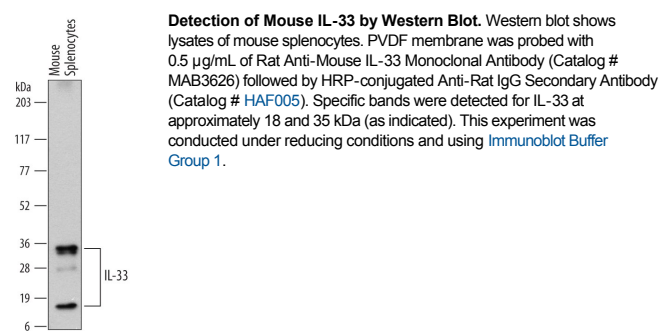 Mouse
Splenocytes
kDa
203
117
77
52
36
28
19
6
IL-33
Detection of Mouse IL-33 by Western Blot. Western blot shows
lysates of mouse splenocytes. PVDF membrane was probed with
0.5 µg/mL of Rat Anti-Mouse IL-33 Monoclonal Antibody (Catalog #
MAB3626) followed by HRP-conjugated Anti-Rat IgG Secondary Antibody
(Catalog # HAF005). Specific bands were detected for IL-33 at
approximately 18 and 35 kDa (as indicated). This experiment was
conducted under reducing conditions and using Immunoblot Buffer
Group 1.